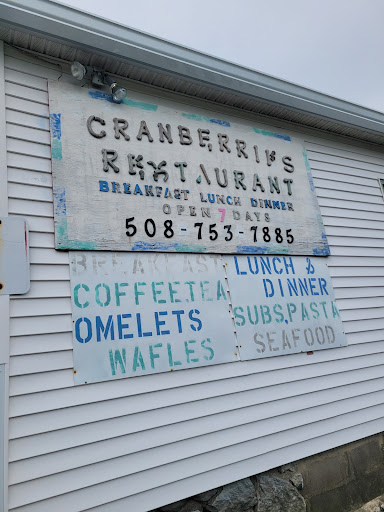 CRANBERRIES
RESTAURANT
BREAKFAST LUNCH DINNER
OPEN 7 DAYS
508-753-7885
BREAKFAST
COFFEE.TEA
OMELETS
WAFLES
LUNCH &
DINNER
SUBS, PASTA
SEAFOOD